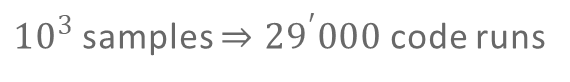 10³ samples ⇒ 29′000 code runs